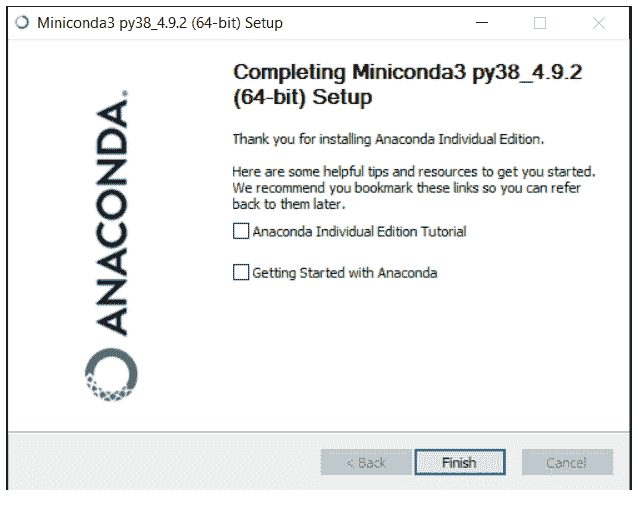 Miniconda3 py38_4.9.2 (64-bit) Setup
ANACONDA.
Completing Miniconda3 py38_4.9.2
(64-bit) Setup
Thank you for installing Anaconda Individual Edition.
Here are some helpful tips and resources to get you started.
We recommend you bookmark these links so you can refer
back to them later.
Anaconda Individual Edition Tutorial
Getting Started with Anaconda
< Back
Finish
Cancel